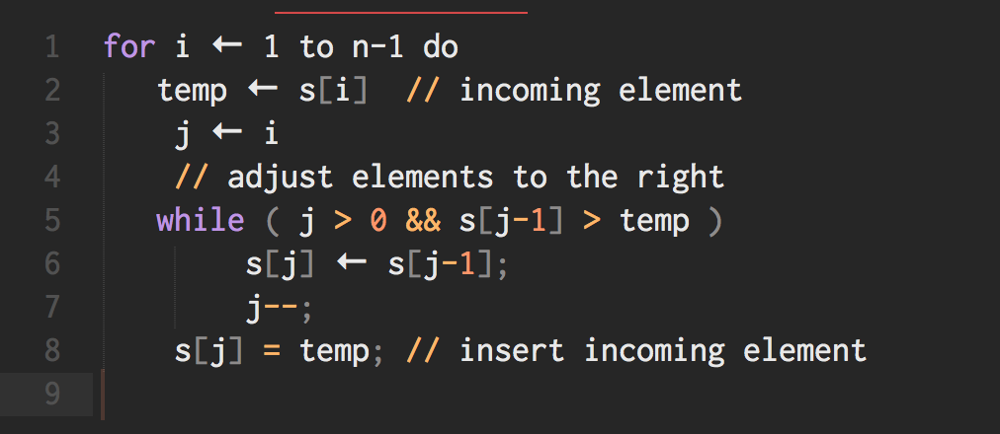 1 for i ← 1 to n-1 do
2 temp ← s[i] // incoming element
3 j ← i
4 // adjust elements to the right
5 while ( j > 0 && s[j-1] > temp )
6 s[j] ← s[j-1];
7 j--;
8 s[j] = temp; // insert incoming element
9